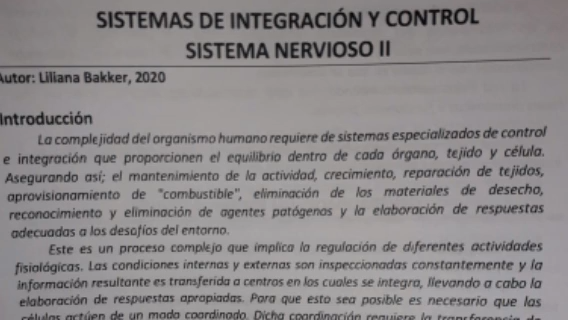 SISTEMAS DE INTEGRACIÓN Y CONTROL
SISTEMA NERVIOSO II
Autor: Liliana Bakker, 2020
Introducción
La complejidad del organismo humano requiere de sistemas especializados de control
e integración que proporcionen el equilibrio dentro de cada órgano, tejido y célula.
Asegurando así; el mantenimiento de la actividad, crecimiento, reparación de tejidos,
aprovisionamiento de "combustible", eliminación de los materiales de desecho,
reconocimiento y eliminación de agentes patógenos y la elaboración de respuestas
adecuadas a los desafíos del entorno.
Este es un proceso complejo que implica la regulación de diferentes actividades
fisiológicas. Las condiciones internas y externas son inspeccionadas constantemente y la
información resultante es transferida a centros en los cuales se integra, llevando a cabo la
elaboración de respuestas apropiadas. Para que esto sea posible es necesario que las
células actúen de un modo coordinado. Dicha coordinación requiere la transferencia de